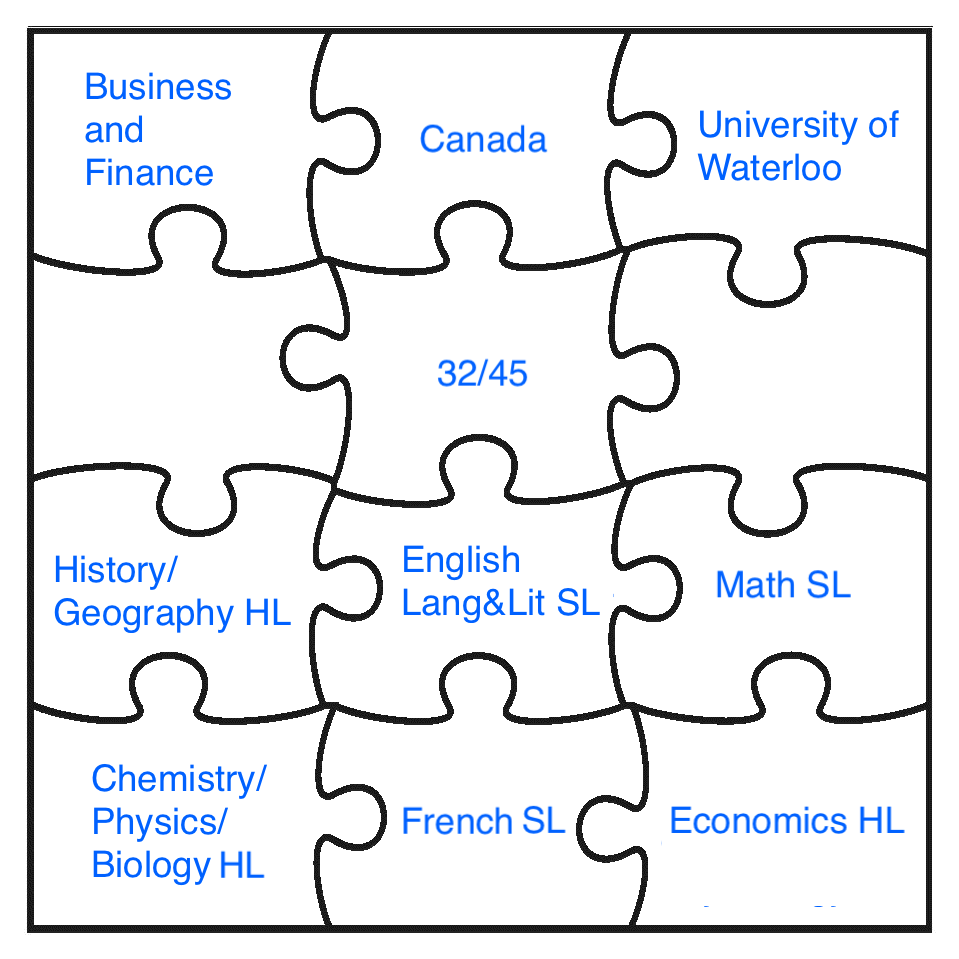 Business
and
Finance
Canada
University of
Waterloo
32/45
History/
Geography HL
English
Lang&Lit SL
Math SL
Chemistry/
Physics/
Biology HL
French SL
Economics HL